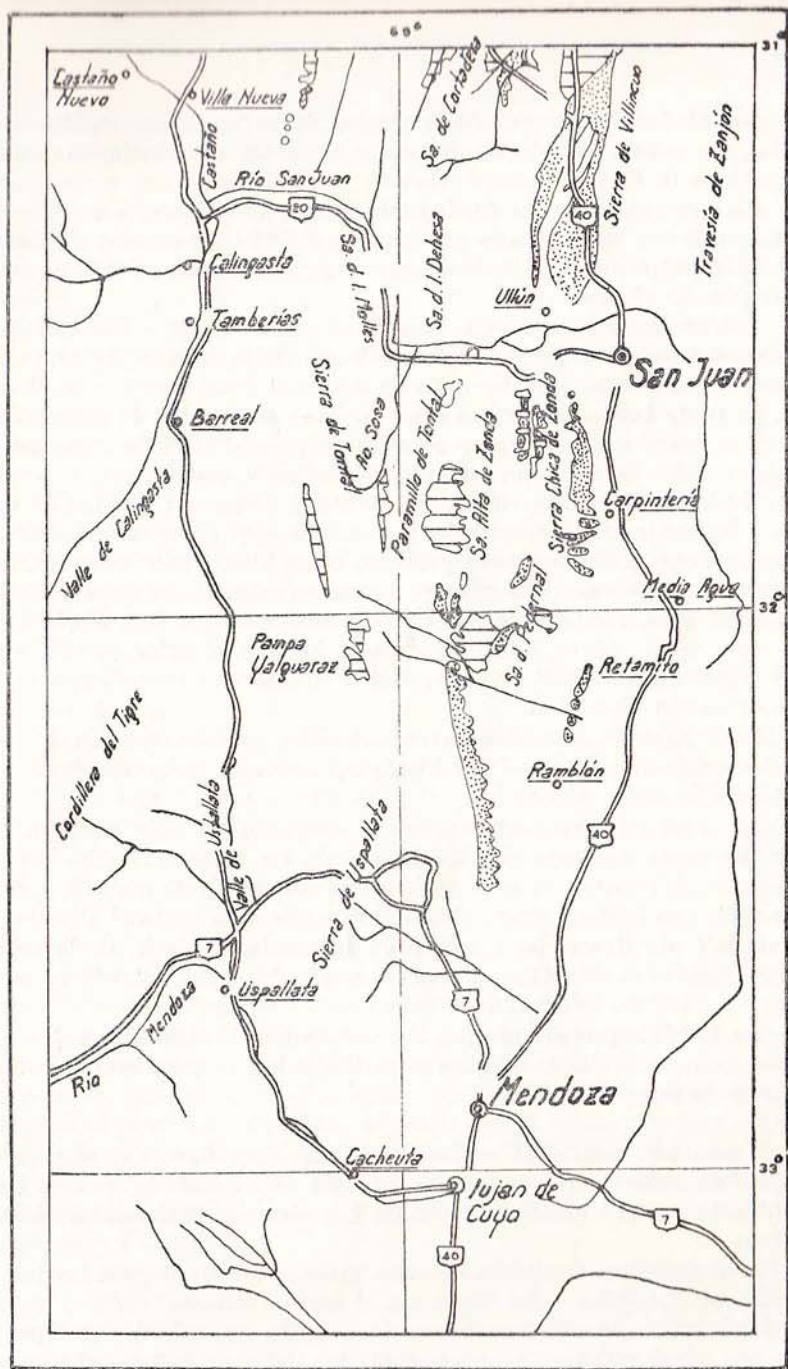 69°
31°
Castaño
Nuevo
Villa Nueva
Castaño
Río San Juan
20
Sa. de Cortadera
Sierra de Villincuo
Travesía de Zanjon
40
Calingasta
Sa. d. l. Molles
Sa. d. l. Dehesa
Ullún
Tamberías
San Juan
Barreal
Sierra
de Tontal
Ao. Sosa
Paramillo de Tontal
Sa. Alta de Zonda
Sierra Chica de Zonda
Carpintería
Valle de Calingasta
Media Agua
32°
Pampa
Yalguaraz
Sa. d. Pedernal
Retamito
Cordillera del Tigre
Ramblón
Valle de Uspallata
Sierra de Uspallata
40
7
Río Mendoza
Uspallata
7
Mendoza
33°
Cacheuta
Lujan de
Cuyo
7
40